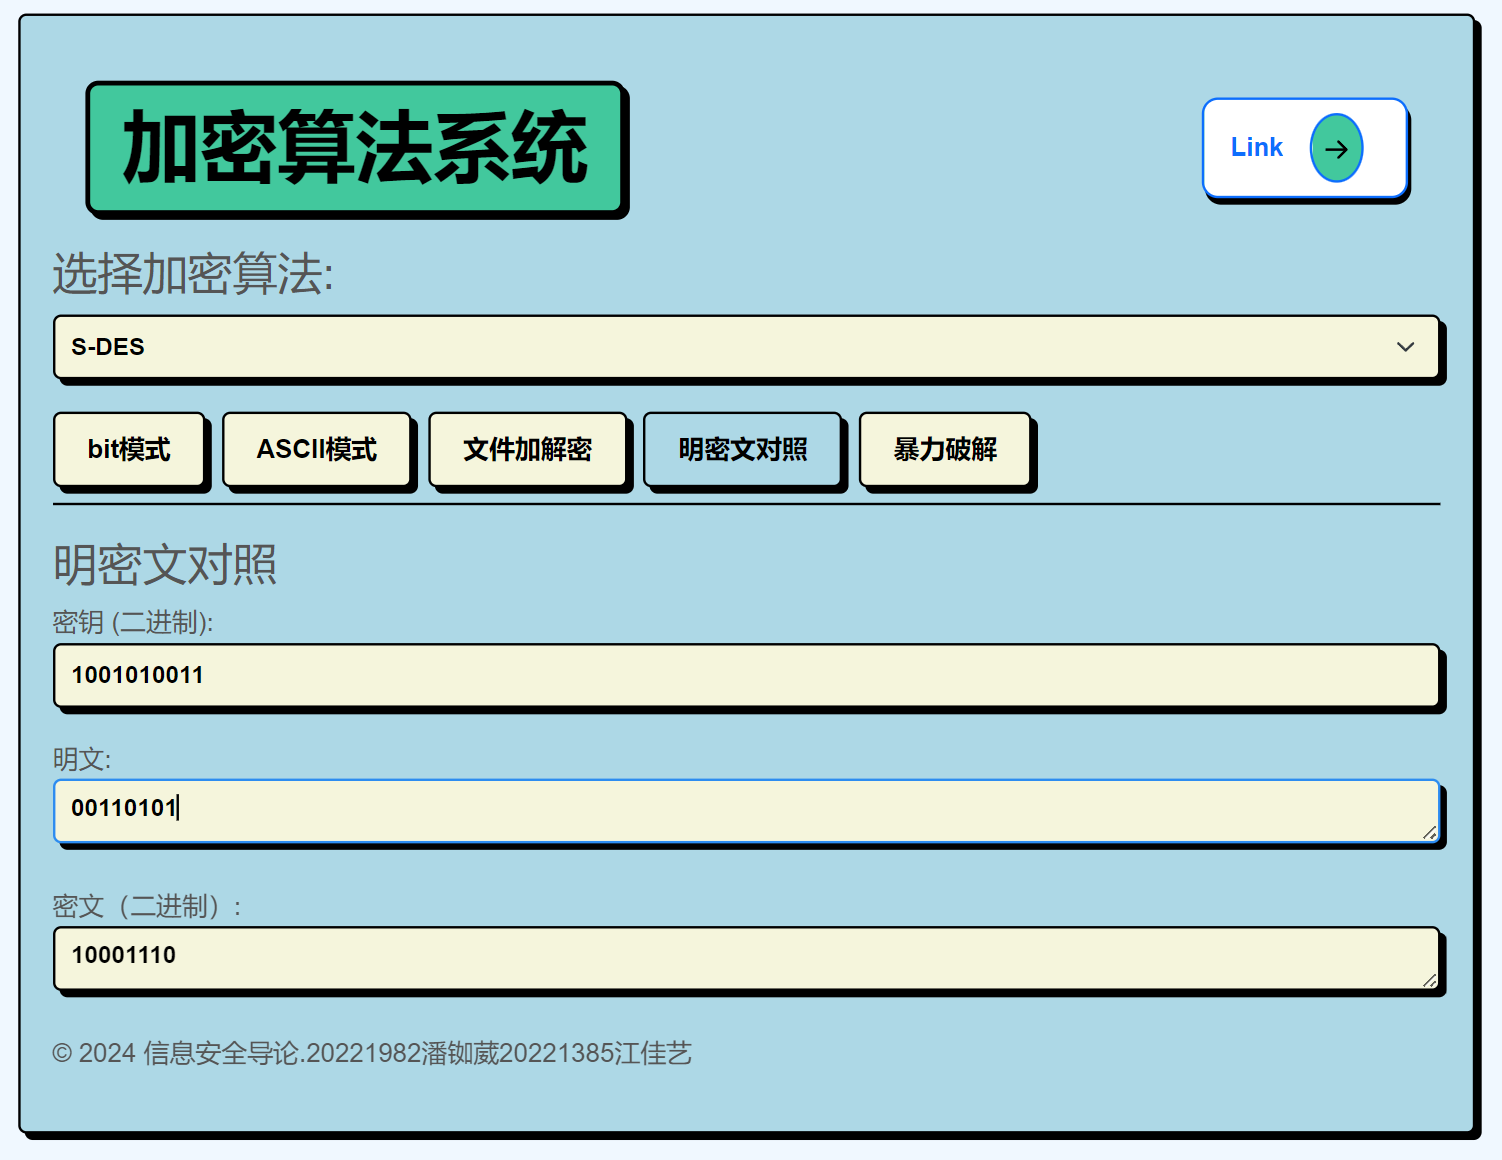 加密算法系统
Link
选择加密算法:
S-DES
bit模式 ASCII模式 文件加解密 明密文对照 暴力破解
明密文对照
密钥 (二进制):
1001010011
明文:
00110101
密文（二进制）:
10001110
© 2024 信息安全导论.20221982潘铷葳20221385江佳艺